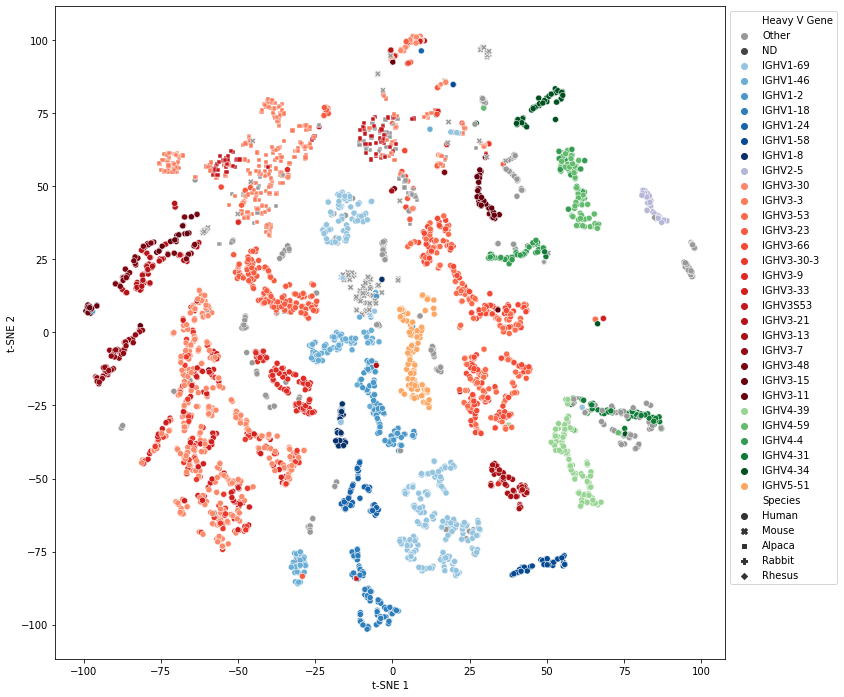 Heavy V Gene
Other
ND
IGHV1-69
IGHV1-46
IGHV1-2
IGHV1-18
IGHV1-24
IGHV1-58
IGHV1-8
IGHV2-5
IGHV3-30
IGHV3-3
IGHV3-53
IGHV3-23
IGHV3-66
IGHV3-30-3
IGHV3-9
IGHV3-33
IGHV3S53
IGHV3-21
IGHV3-13
IGHV3-7
IGHV3-48
IGHV3-15
IGHV3-11
IGHV4-39
IGHV4-59
IGHV4-4
IGHV4-31
IGHV4-34
IGHV5-51
Species
Human
Mouse
Alpaca
Rabbit
Rhesus
100
75
50
25
0
−25
−50
−75
−100
t-SNE 2
−100 −75 −50 −25 0 25 50 75 100
t-SNE 1